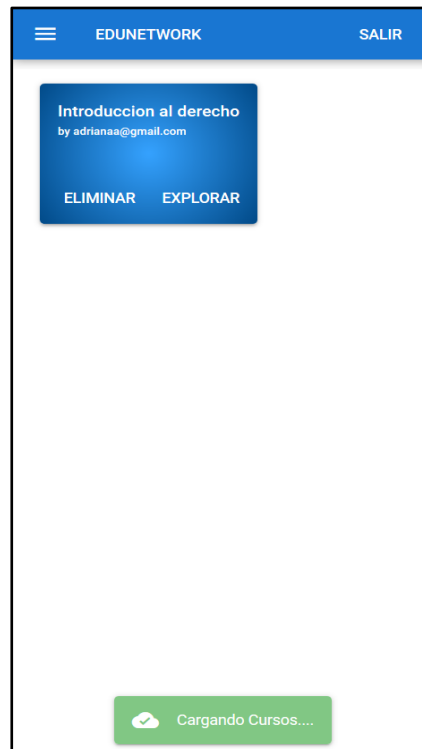 EDUNETWORK SALIR
Introduccion al derecho
by adrianaa@gmail.com
ELIMINAR EXPLORAR
Cargando Cursos....